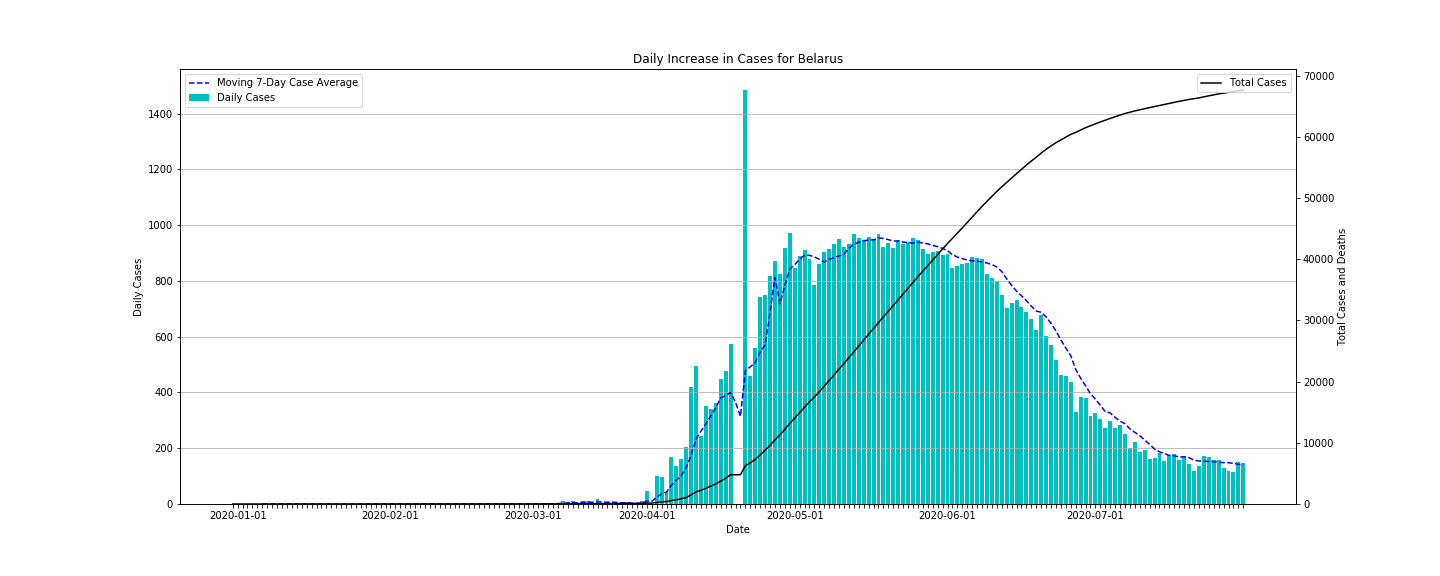 Daily Increase in Cases for Belarus
Moving 7-Day Case Average
Daily Cases
Total Cases
Daily Cases
1400
1200
1000
800
600
400
200
0
70000
60000
50000
40000
30000
20000
10000
0
Total Cases and Deaths
2020-01-01 2020-02-01 2020-03-01 2020-04-01 2020-05-01 2020-06-01 2020-07-01
Date